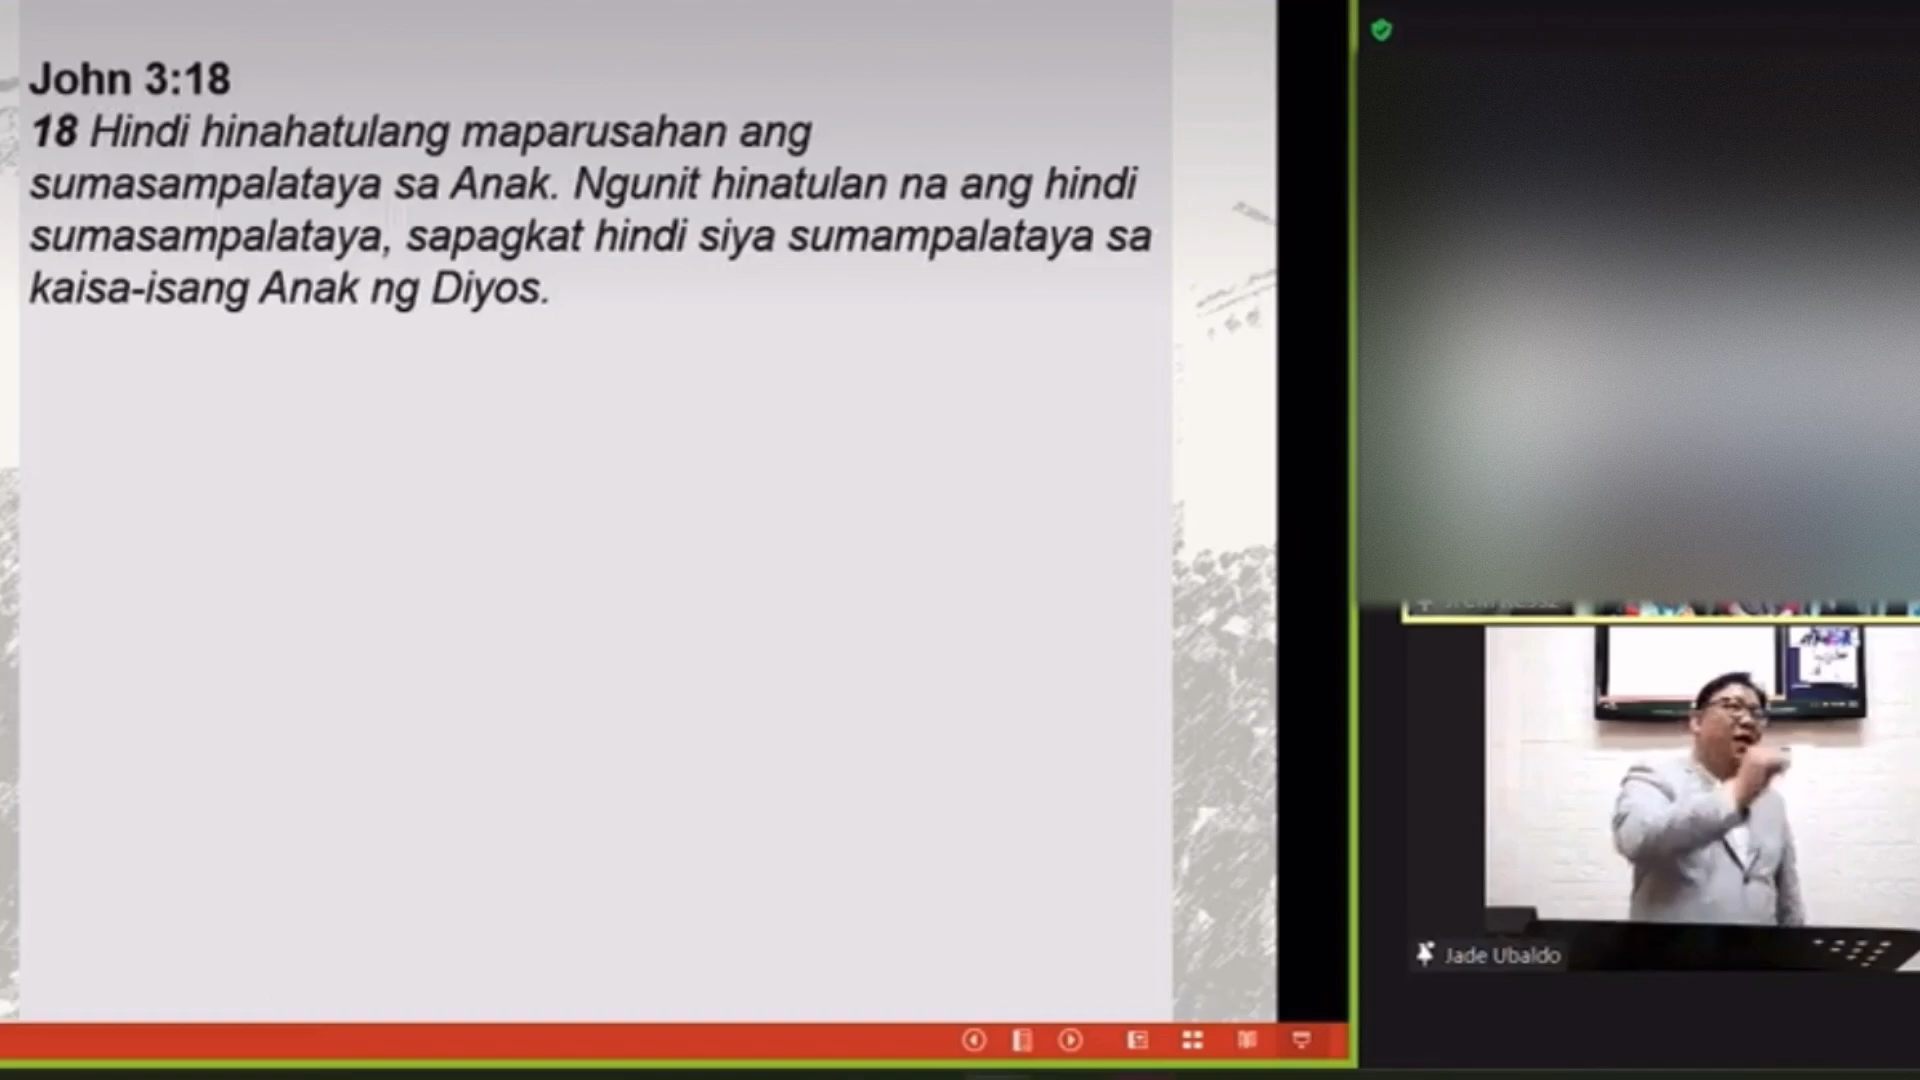 John 3:18
18 Hindi hinahatulang maparusahan ang
sumasampalataya sa Anak. Ngunit hinatulan na ang hindi
sumasampalataya, sapagkat hindi siya sumampalataya sa
kaisa-isang Anak ng Diyos.
Jade Ubaldo